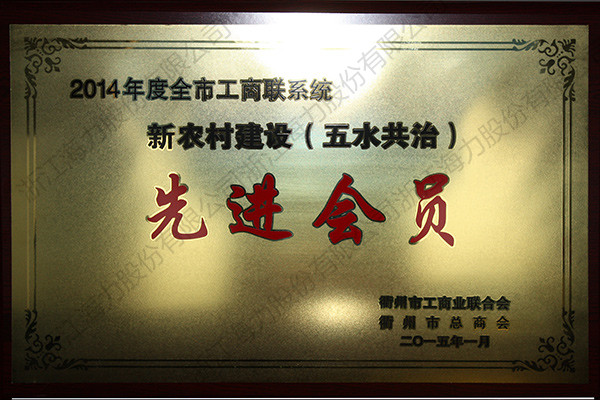 2014年度全市工商联系统
新农村建设（五水共治）
先进会员
衢州市工商业联合会
衢州市总商会
二〇一五年一月